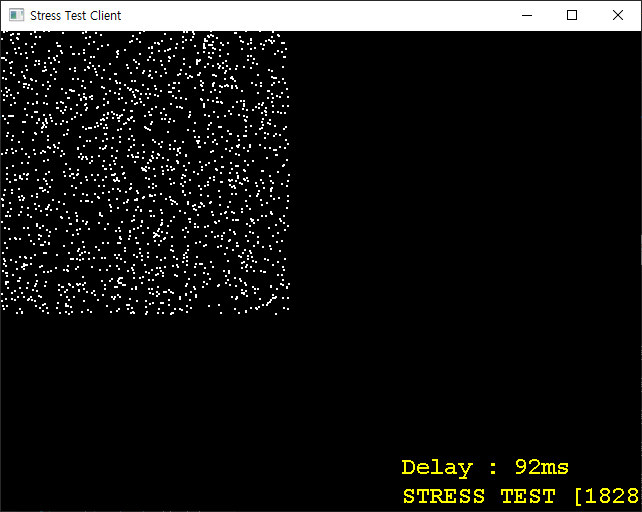 Stress Test Client
Delay : 92ms
STRESS TEST [1828